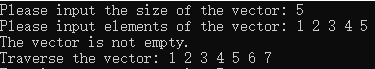 Please input the size of the vector: 5
Please input elements of the vector: 1 2 3 4 5
The vector is not empty.
Traverse the vector: 1 2 3 4 5 6 7